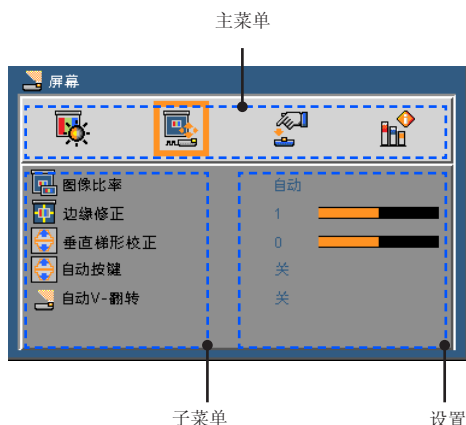 主菜单
屏幕
图像比率 自动
边缘修正 1
垂直梯形校正 0
自动按键 关
自动V-翻转 关
子菜单 设置